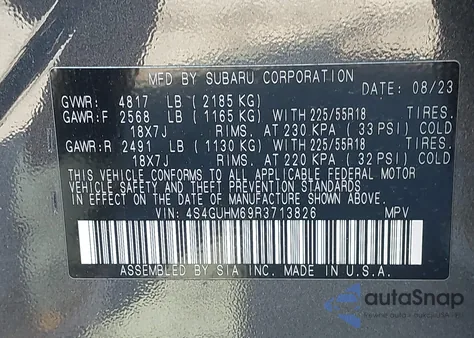 MFD BY SUBARU CORPORATION
DATE: 08/23
GVWR: 4817 LB (2185 KG)
GAWR:F 2568 LB (1165 KG) WITH 225/55R18 TIRES.
18X7J RIMS. AT 230 KPA (33 PSI) COLD
GAWR:R 2491 LB (1130 KG) WITH 225/55R18 TIRES.
18X7J RIMS. AT 220 KPA (32 PSI) COLD
THIS VEHICLE CONFORMS TO ALL APPLICABLE FEDERAL MOTOR
VEHICLE SAFETY AND THEFT PREVENTION STANDARDS
IN EFFECT ON THE DATE OF MANUFACTURE SHOWN ABOVE.
VIN: 4S4GUHM69R3713826 MPV
ASSEMBLED BY SIA INC. MADE IN U.S.A.
autoSnap